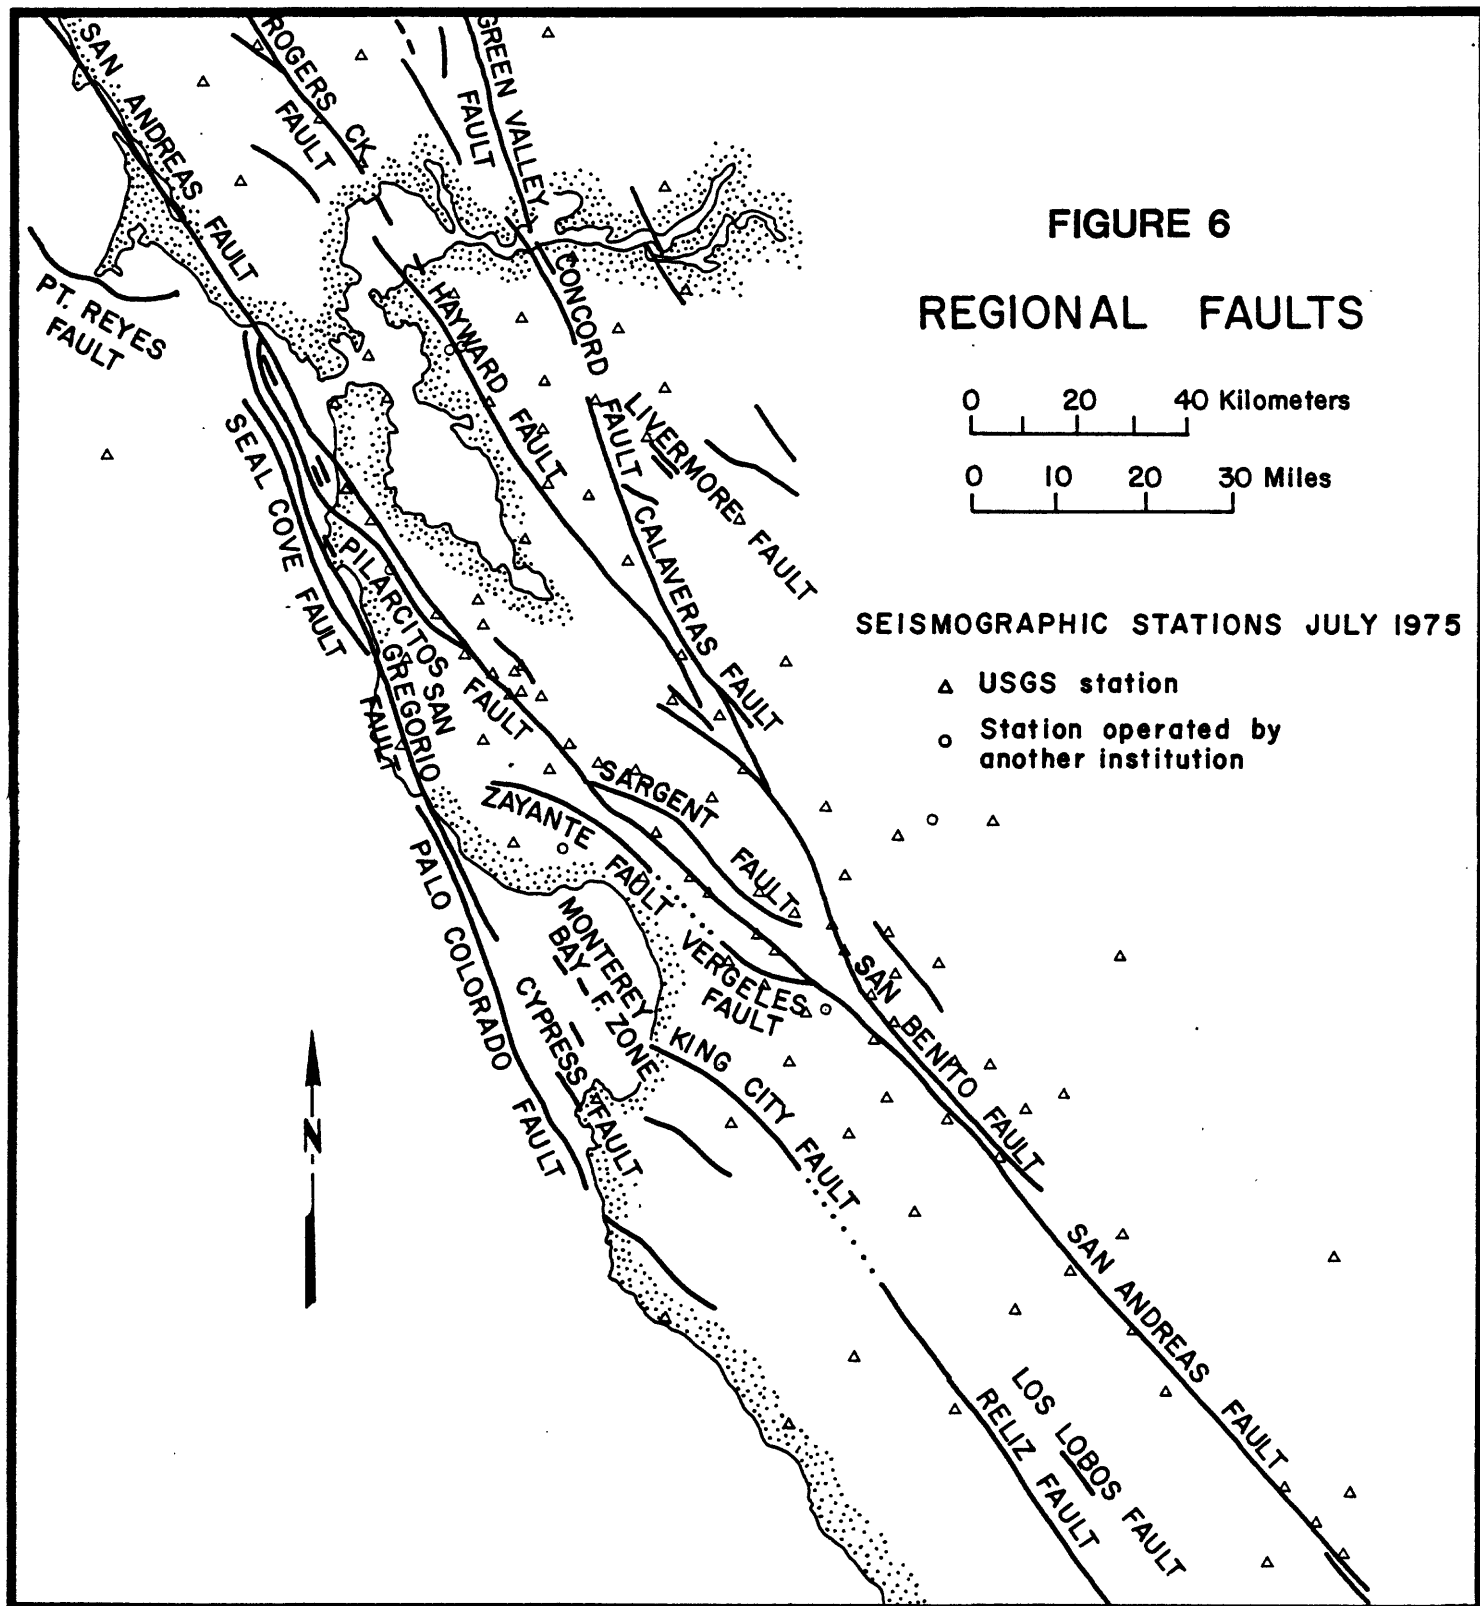 SAN ANDREAS FAULT
ROGERS CK.
FAULT
GREEN VALLEY
FAULT
PT. REYES
FAULT
FIGURE 6
REGIONAL FAULTS
0 20 40 Kilometers
0 10 20 30 Miles
SEISMOGRAPHIC STATIONS JULY 1975
USGS station
Station operated by
another institution
CONCORD FAULT
HAYWARD FAULT
LIVERMORE FAULT
SEAL COVE FAULT
CALAVERAS FAULT
PILARCITOS FAULT
SAN
GREGORIO
FAULT
SARGENT FAULT
ZAYANTE FAULT
PALO COLORADO FAULT
MONTEREY
BAY F. ZONE
CYPRESS FAULT
VERGELES
FAULT
SAN BENITO FAULT
KING CITY FAULT
N
SAN ANDREAS FAULT
LOS LOBOS FAULT
RELIZ FAULT